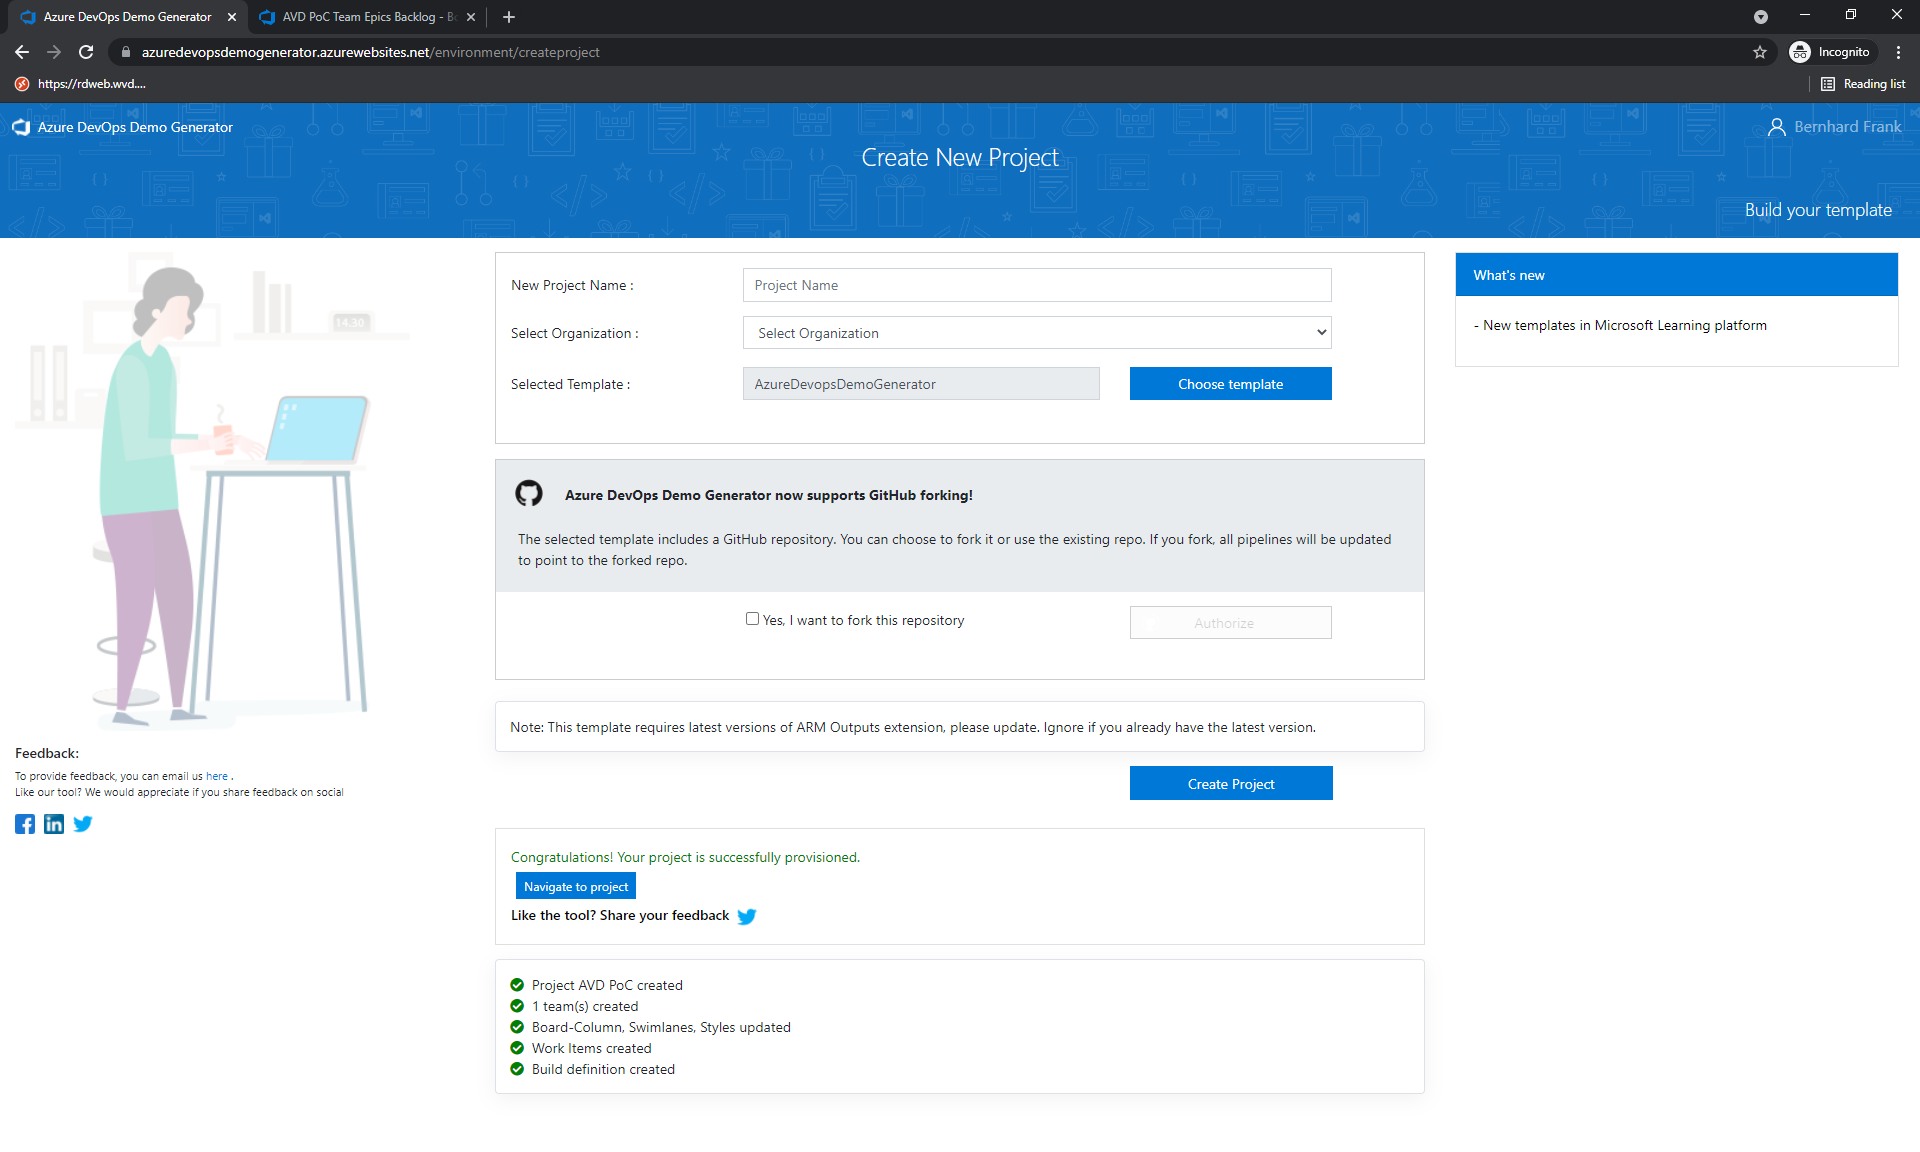 Azure DevOps Demo Generator
AVD PoC Team Epics Backlog - Bo
azuredevopsdemogenerator.azurewebsites.net/environment/createproject
Incognito
https://rdweb.wvd....
Reading list
Azure DevOps Demo Generator
Bernhard Frank
Create New Project
Build your template
14.30
New Project Name :
Project Name
Select Organization :
Select Organization
Selected Template :
AzureDevopsDemoGenerator
Choose template
What's new
- New templates in Microsoft Learning platform
Azure DevOps Demo Generator now supports GitHub forking!
The selected template includes a GitHub repository. You can choose to fork it or use the existing repo. If you fork, all pipelines will be updated
to point to the forked repo.
Yes, I want to fork this repository
Authorize
Note: This template requires latest versions of ARM Outputs extension, please update. Ignore if you already have the latest version.
Create Project
Feedback:
To provide feedback, you can email us here .
Like our tool? We would appreciate if you share feedback on social
Congratulations! Your project is successfully provisioned.
Navigate to project
Like the tool? Share your feedback
Project AVD PoC created
1 team(s) created
Board-Column, Swimlanes, Styles updated
Work Items created
Build definition created